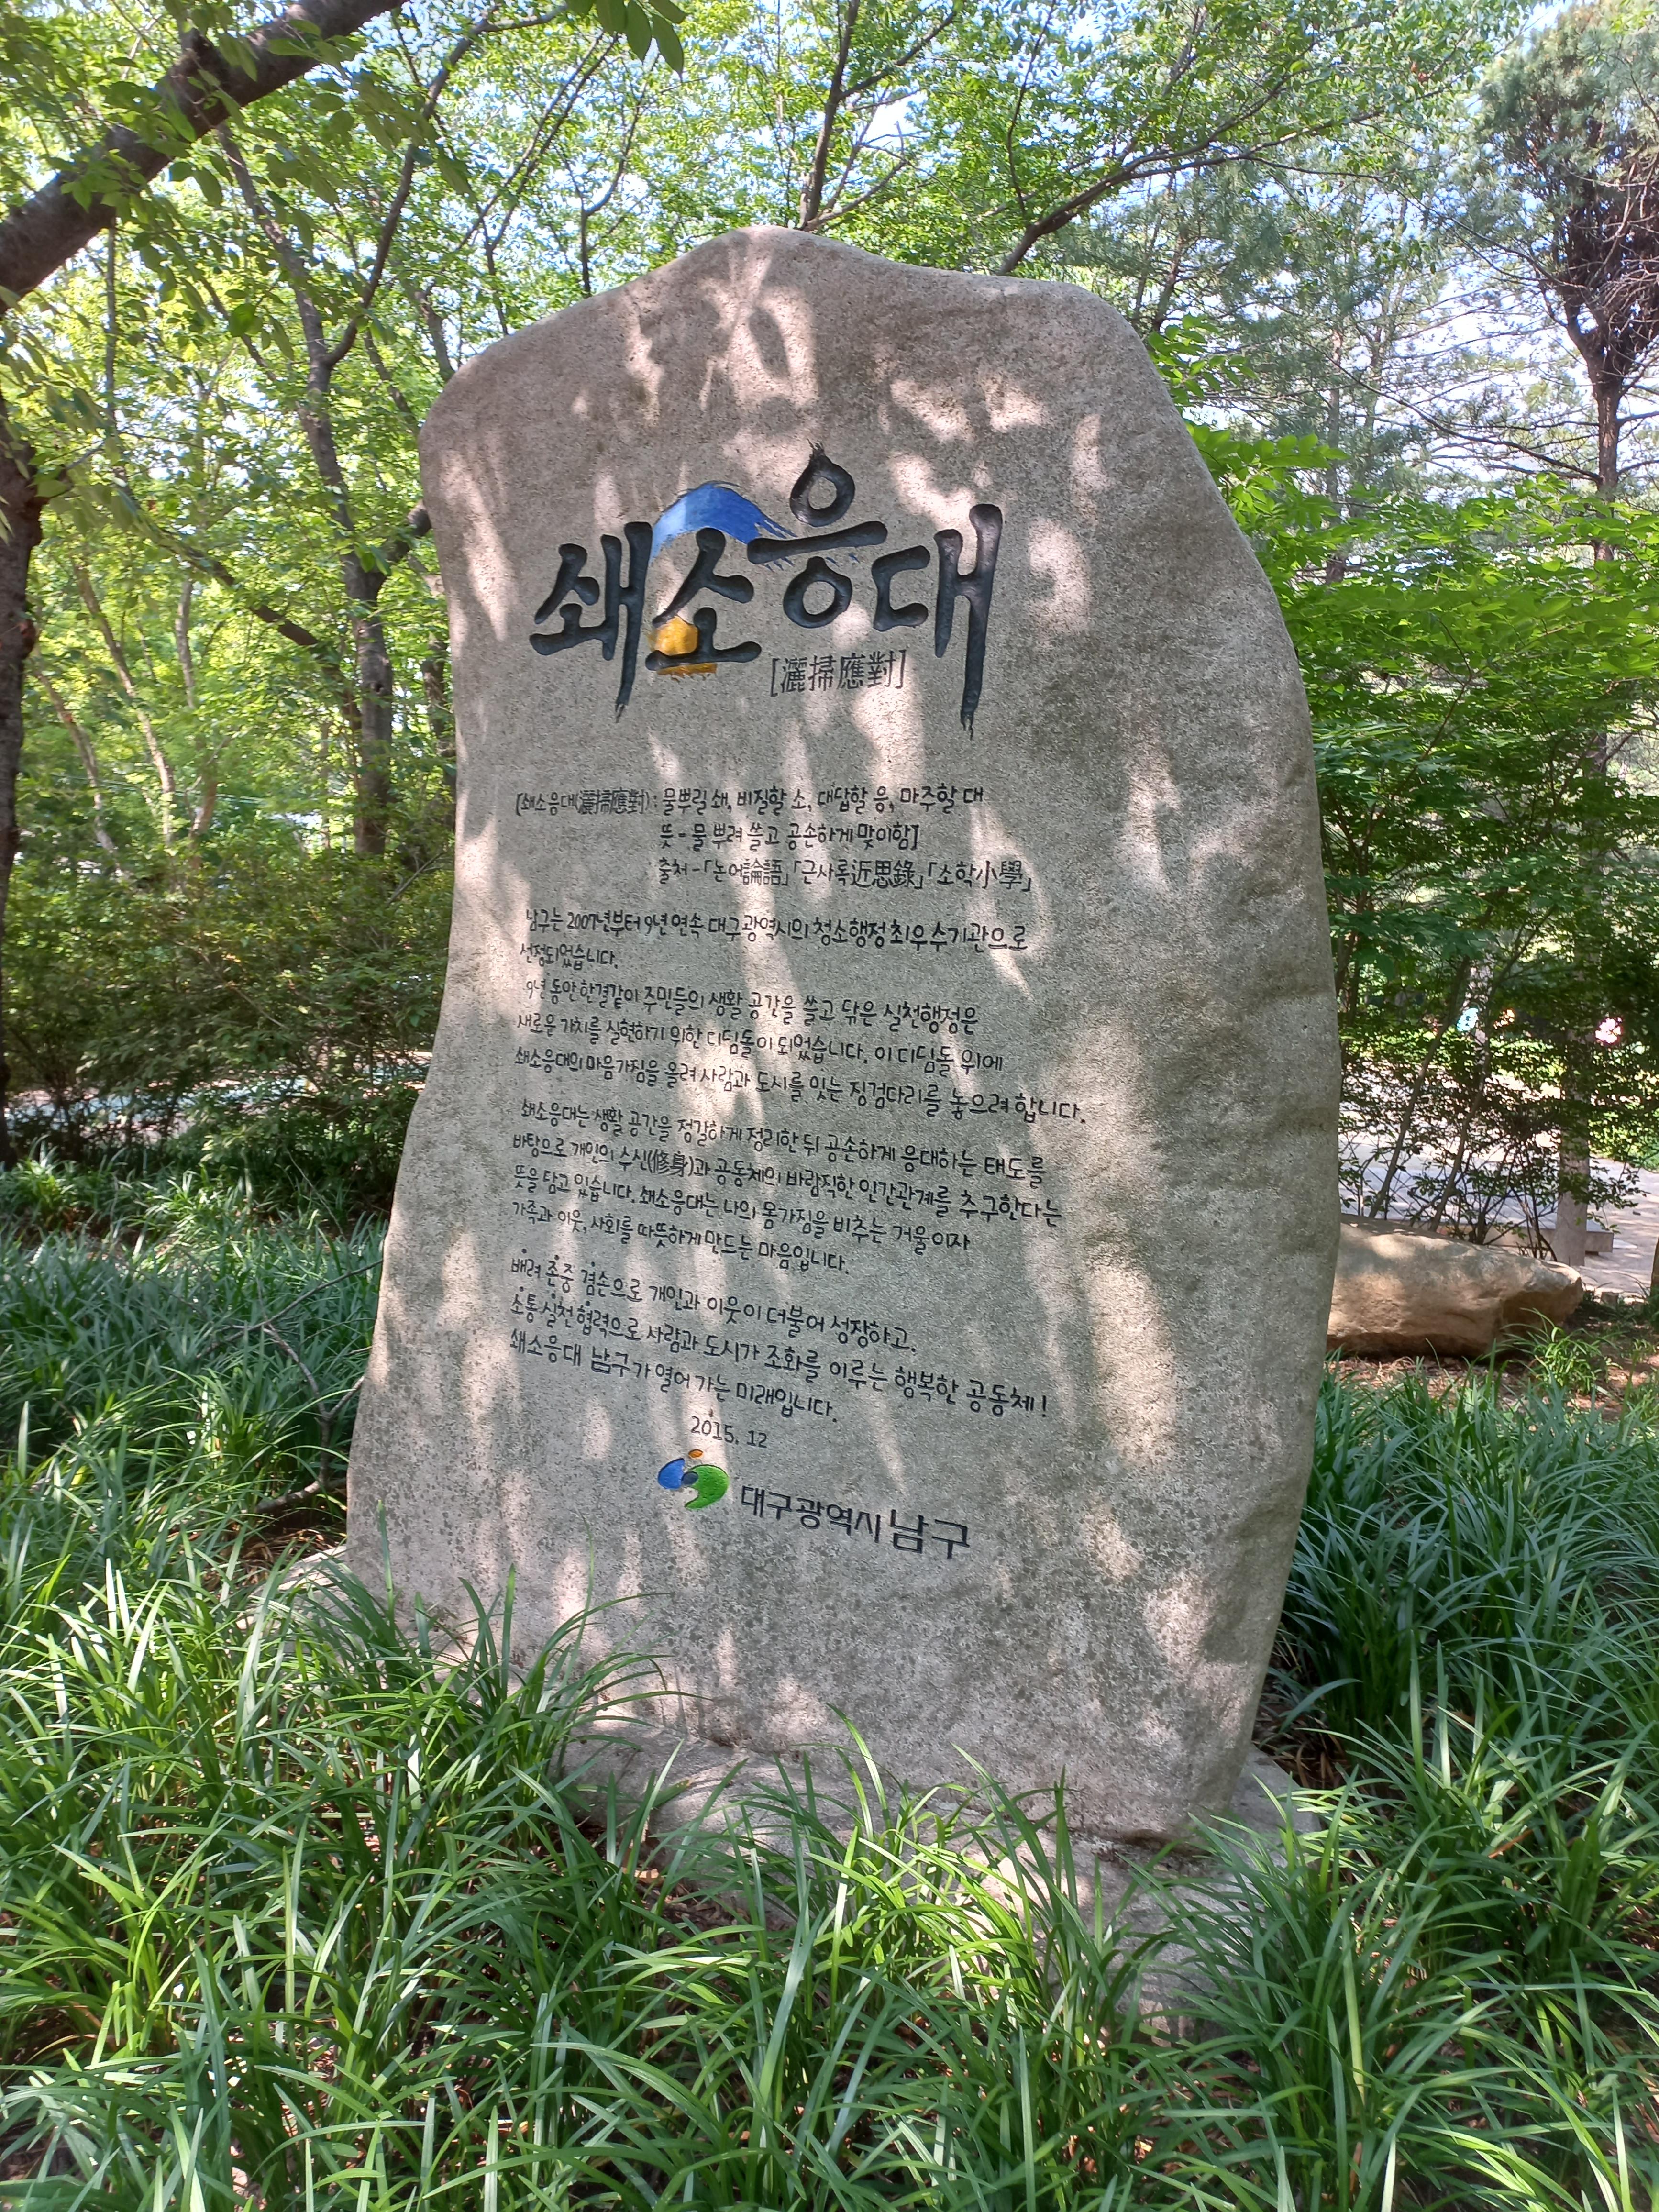 쇄소응대
[灑掃應對]
[쇄소응대(灑掃應對) : 물뿌릴 쇄, 비질할 소, 대답할 응, 마주할 대
뜻 - 물 뿌려 쓸고 공손하게 맞이함]
출처 -「논어論語」「근사록近思錄」「소학小學」
남구는 2007년부터 9년 연속 대구광역시의 청소행정 최우수기관으로
선정되었습니다.
9년 동안 한결같이 주민들의 생활 공간을 쓸고 닦은 실천행정은
새로운 가치를 실현하기 위한 디딤돌이 되었습니다. 이 디딤돌 위에
쇄소응대의 마음가짐을 올려 사람과 도시를 잇는 징검다리를 놓으려 합니다.
쇄소응대는 생활 공간을 정갈하게 정리한 뒤 공손하게 응대하는 태도를
바탕으로 개인의 수신(修身)과 공동체의 바람직한 인간관계를 추구한다는
뜻을 담고 있습니다. 쇄소응대는 나의 몸가짐을 비추는 거울이자
가족과 이웃, 사회를 따뜻하게 만드는 마음입니다.
배려 존중 겸손으로 개인과 이웃이 더불어 성장하고,
소통 실천 협력으로 사람과 도시가 조화를 이루는 행복한 공동체!
쇄소응대 남구가 열어 가는 미래입니다.
2015. 12
대구광역시 남구